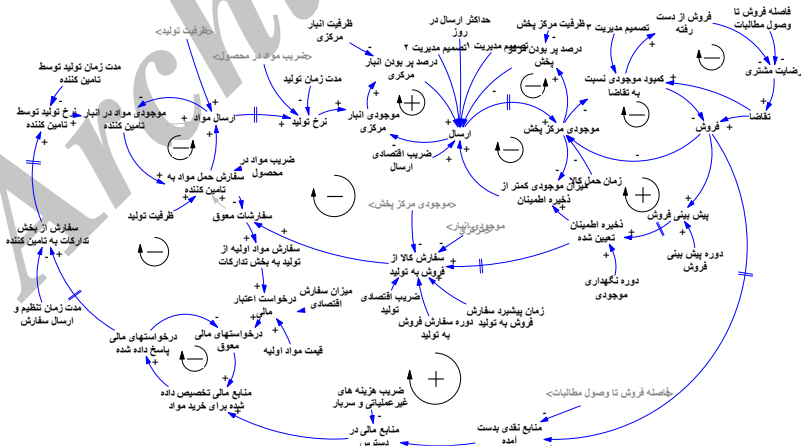 فاصله فروش تا
وصول مطالبات
تصمیم مدیریت ۳
فروش از دست
رفته
رضایت مشتری
کمبود موجودی نسبت
به تقاضا
تقاضا
فروش
حداکثر ارسال در
روز
ظرفیت مرکز پخش
تصمیم مدیریت ۱
درصد پر بودن مرکز
پخش
تصمیم مدیریت ۲
ظرفیت انبار
مرکزی
درصد پر بودن انبار
مرکزی
<ظرفیت تولید>
<ضریب مواد در محصول>
مدت زمان تولید
مدت زمان تولید توسط
تامین کننده
نرخ تولید توسط
تامین کننده
موجودی مواد در انبار
تامین کننده
ارسال مواد
نرخ تولید
موجودی انبار
مرکزی
ارسال
موجودی مرکز پخش
ضریب اقتصادی
ارسال
میزان موجودی کمتر از
ذخیره اطمینان
زمان حمل کالا
ضریب مواد در
محصول
سفارش حمل مواد به
تامین کننده
ظرفیت تولید
سفارشات معوق
<موجودی مرکز پخش>
ذخیره اطمینان
تعیین شده
پیش بینی فروش
دوره پیش بینی
فروش
دوره نگهداری
موجودی
سفارش از بخش
تدارکات به تامین کننده
سفارش مواد اولیه از
تولید به بخش تدارکات
سفارش کالا از
فروش به تولید
درخواست اعتبار
مالی
میزان سفارش
اقتصادی
ضریب اقتصادی
تولید
زمان پیشبرد سفارش
فروش به تولید
دوره سفارش فروش
به تولید
مدت زمان تنظیم و
ارسال سفارش
درخواستهای مالی
پاسخ داده شده
درخواستهای مالی
معوق
قیمت مواد اولیه
منابع مالی تخصیص داده
شده برای خرید مواد
ضریب هزینه های
غیرعملیاتی و سربار
<فاصله فروش تا وصول مطالبات>
منابع مالی در
دسترس
منابع نقدی بدست
آمده